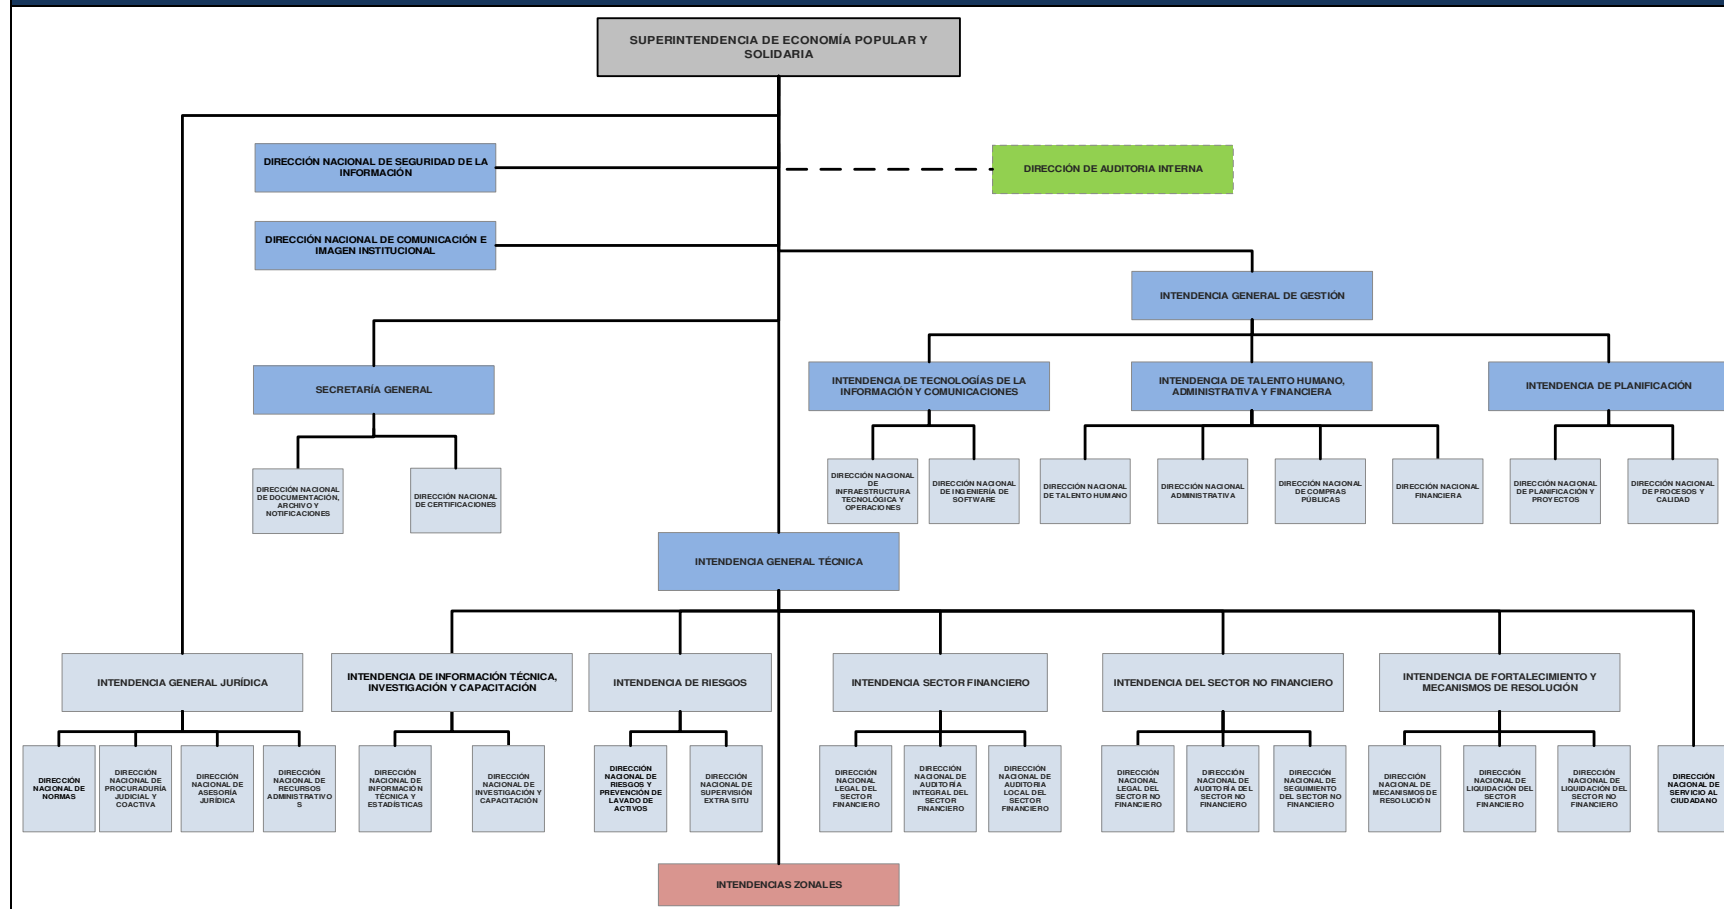 SUPERINTENDENCIA DE ECONOMÍA POPULAR Y
SOLIDARIA
DIRECCIÓN NACIONAL DE SEGURIDAD DE LA
INFORMACIÓN
DIRECCIÓN DE AUDITORIA INTERNA
DIRECCIÓN NACIONAL DE COMUNICACIÓN E
IMAGEN INSTITUCIONAL
INTENDENCIA GENERAL DE GESTIÓN
SECRETARÍA GENERAL
INTENDENCIA DE TECNOLOGÍAS DE LA
INFORMACIÓN Y COMUNICACIONES
INTENDENCIA DE TALENTO HUMANO,
ADMINISTRATIVA Y FINANCIERA
INTENDENCIA DE PLANIFICACIÓN
DIRECCIÓN NACIONAL
DE DOCUMENTACIÓN,
ARCHIVO Y
NOTIFICACIONES
DIRECCIÓN NACIONAL
DE CERTIFICACIONES
DIRECCIÓN NACIONAL
DE
INFRAESTRUCTURA
TECNOLÓGICA Y
OPERACIONES
DIRECCIÓN NACIONAL
DE INGENIERÍA DE
SOFTWARE
DIRECCIÓN NACIONAL
DE TALENTO HUMANO
DIRECCIÓN NACIONAL
ADMINISTRATIVA
DIRECCIÓN NACIONAL
DE COMPRAS
PÚBLICAS
DIRECCIÓN NACIONAL
FINANCIERA
DIRECCIÓN NACIONAL
DE PLANIFICACIÓN Y
PROYECTOS
DIRECCIÓN NACIONAL
DE PROCESOS Y
CALIDAD
INTENDENCIA GENERAL TÉCNICA
INTENDENCIA GENERAL JURÍDICA
INTENDENCIA DE INFORMACIÓN TÉCNICA,
INVESTIGACIÓN Y CAPACITACIÓN
INTENDENCIA DE RIESGOS
INTENDENCIA SECTOR FINANCIERO
INTENDENCIA DEL SECTOR NO FINANCIERO
INTENDENCIA DE FORTALECIMIENTO Y
MECANISMOS DE RESOLUCIÓN
DIRECCIÓN
NACIONAL DE
NORMAS
DIRECCIÓN
NACIONAL DE
PROCURADURÍA
JUDICIAL Y
COACTIVA
DIRECCIÓN
NACIONAL DE
ASESORÍA
JURÍDICA
DIRECCIÓN
NACIONAL DE
RECURSOS
ADMINISTRATIVO
S
DIRECCIÓN
NACIONAL DE
INFORMACIÓN
TÉCNICA Y
ESTADÍSTICAS
DIRECCIÓN
NACIONAL DE
INVESTIGACIÓN Y
CAPACITACIÓN
DIRECCIÓN
NACIONAL DE
RIESGOS Y
PREVENCIÓN DE
LAVADO DE
ACTIVOS
DIRECCIÓN
NACIONAL DE
SUPERVISIÓN
EXTRA SITU
DIRECCIÓN
NACIONAL
LEGAL DEL
SECTOR
FINANCIERO
DIRECCIÓN
NACIONAL DE
AUDITORÍA
INTEGRAL DEL
SECTOR
FINANCIERO
DIRECCIÓN
NACIONAL DE
AUDITORIA
LOCAL DEL
SECTOR
FINANCIERO
DIRECCIÓN
NACIONAL
LEGAL DEL
SECTOR NO
FINANCIERO
DIRECCIÓN
NACIONAL DE
AUDITORÍA DEL
SECTOR NO
FINANCIERO
DIRECCIÓN
NACIONAL DE
SEGUIMIENTO
DEL SECTOR NO
FINANCIERO
DIRECCIÓN
NACIONAL DE
MECANISMOS DE
RESOLUCIÓN
DIRECCIÓN
NACIONAL DE
LIQUIDACIÓN DEL
SECTOR
FINANCIERO
DIRECCIÓN
NACIONAL DE
LIQUIDACIÓN DEL
SECTOR NO
FINANCIERO
DIRECCIÓN
NACIONAL DE
SERVICIO AL
CIUDADANO
INTENDENCIAS ZONALES